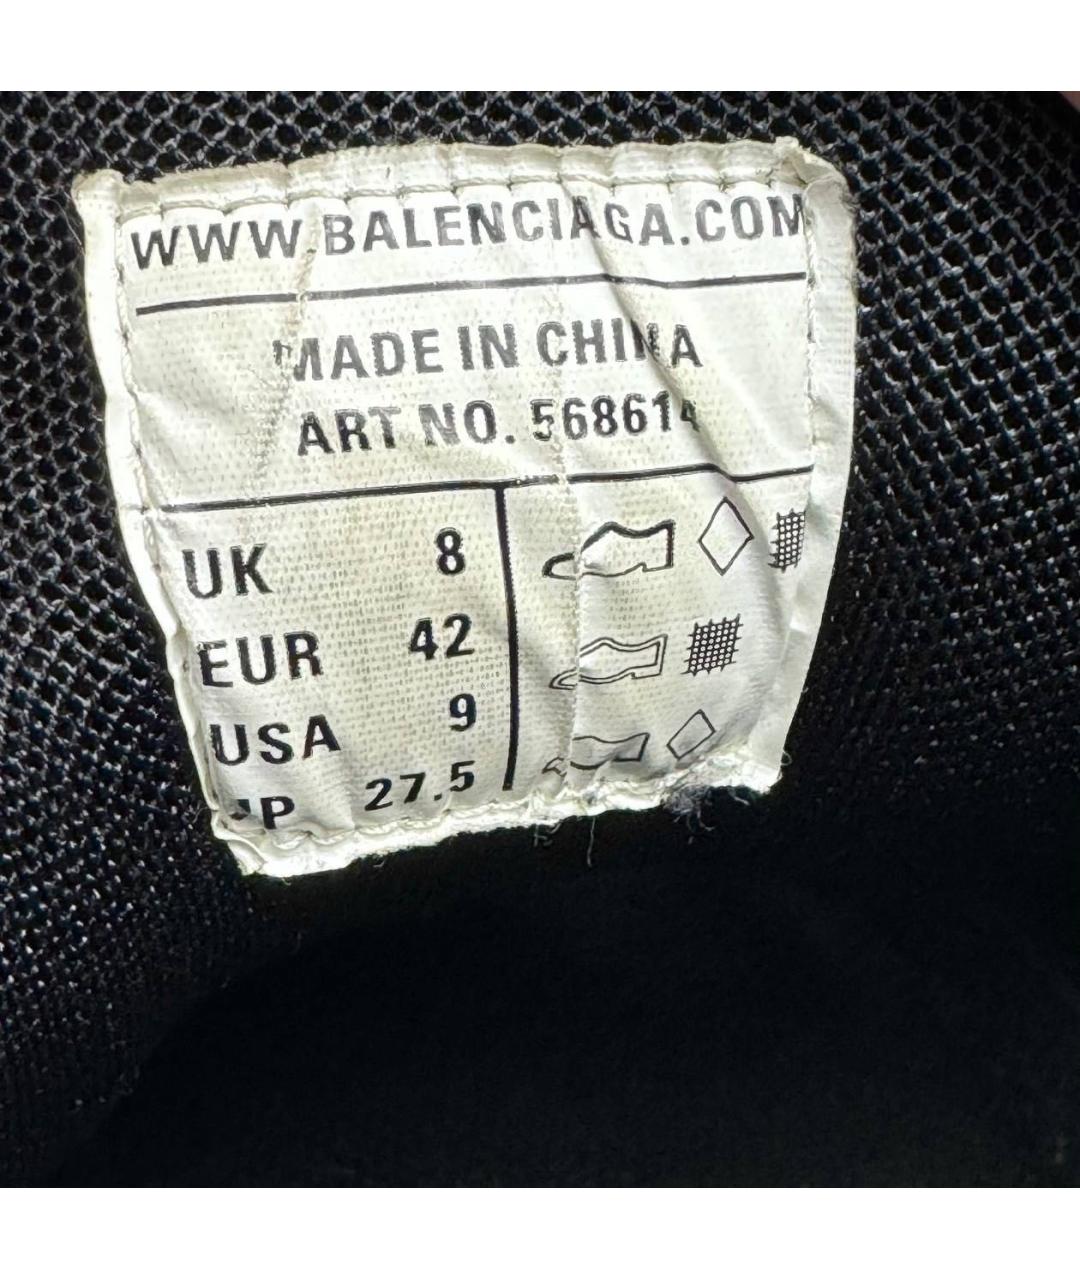 WWW.BALENCIAGA.COM
MADE IN CHINA
ART NO. 568614
UK 8
EUR 42
USA 9
JP 27.5